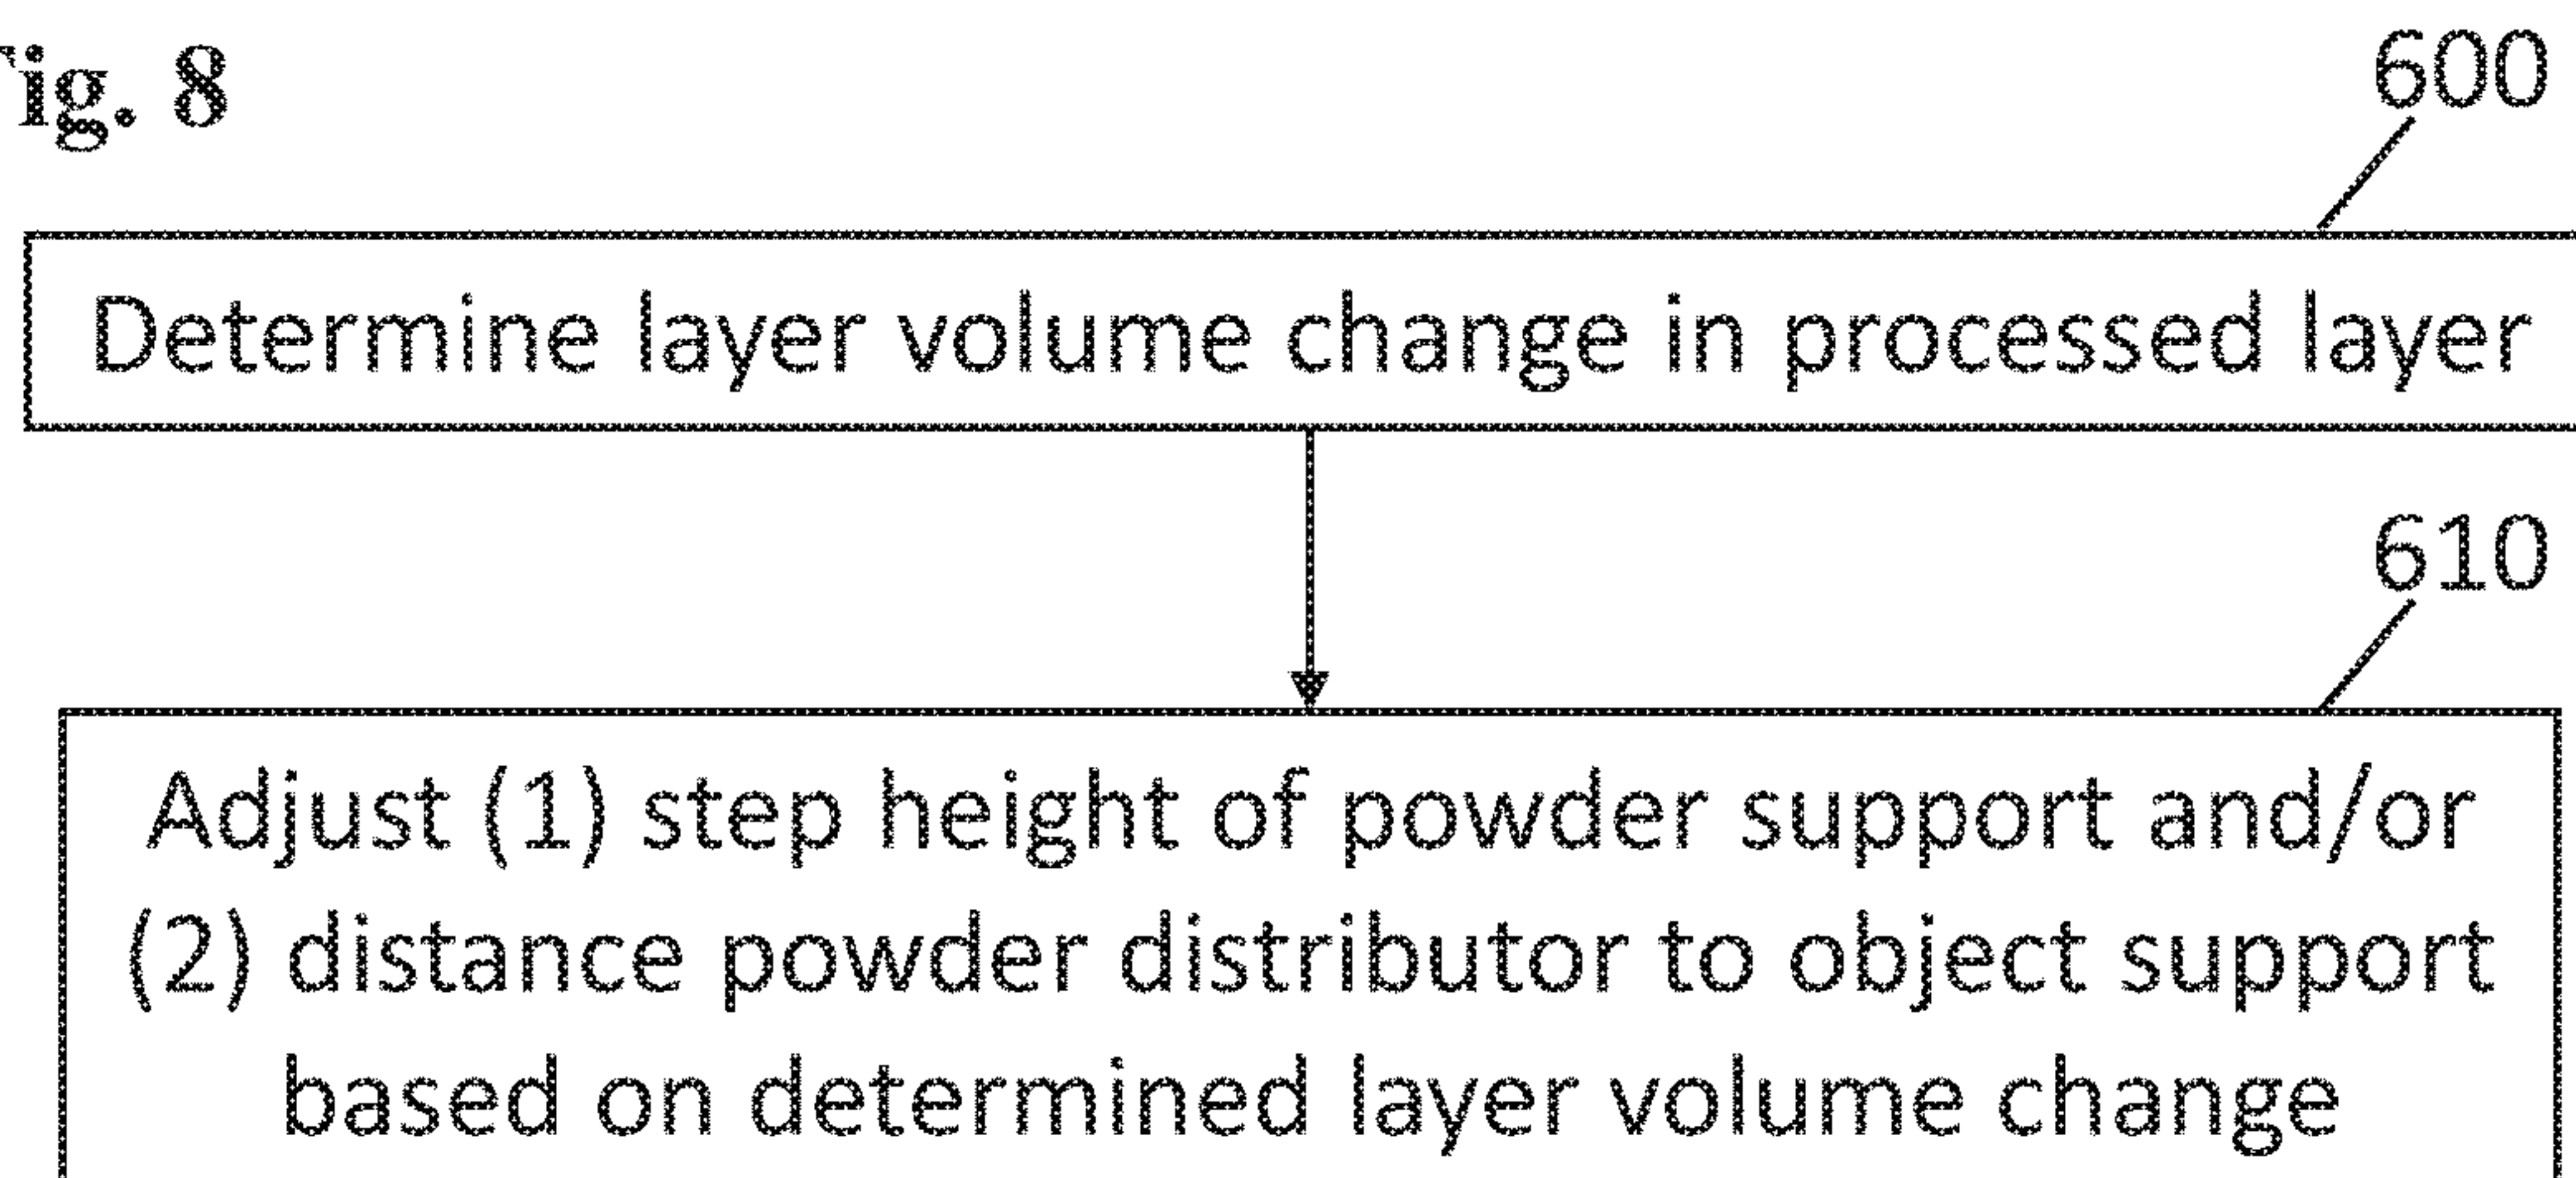 Fig. 8
600
Determine layer volume change in processed layer
610
Adjust (1) step height of powder support and/or
(2) distance powder distributor to object support
based on determined layer volume change